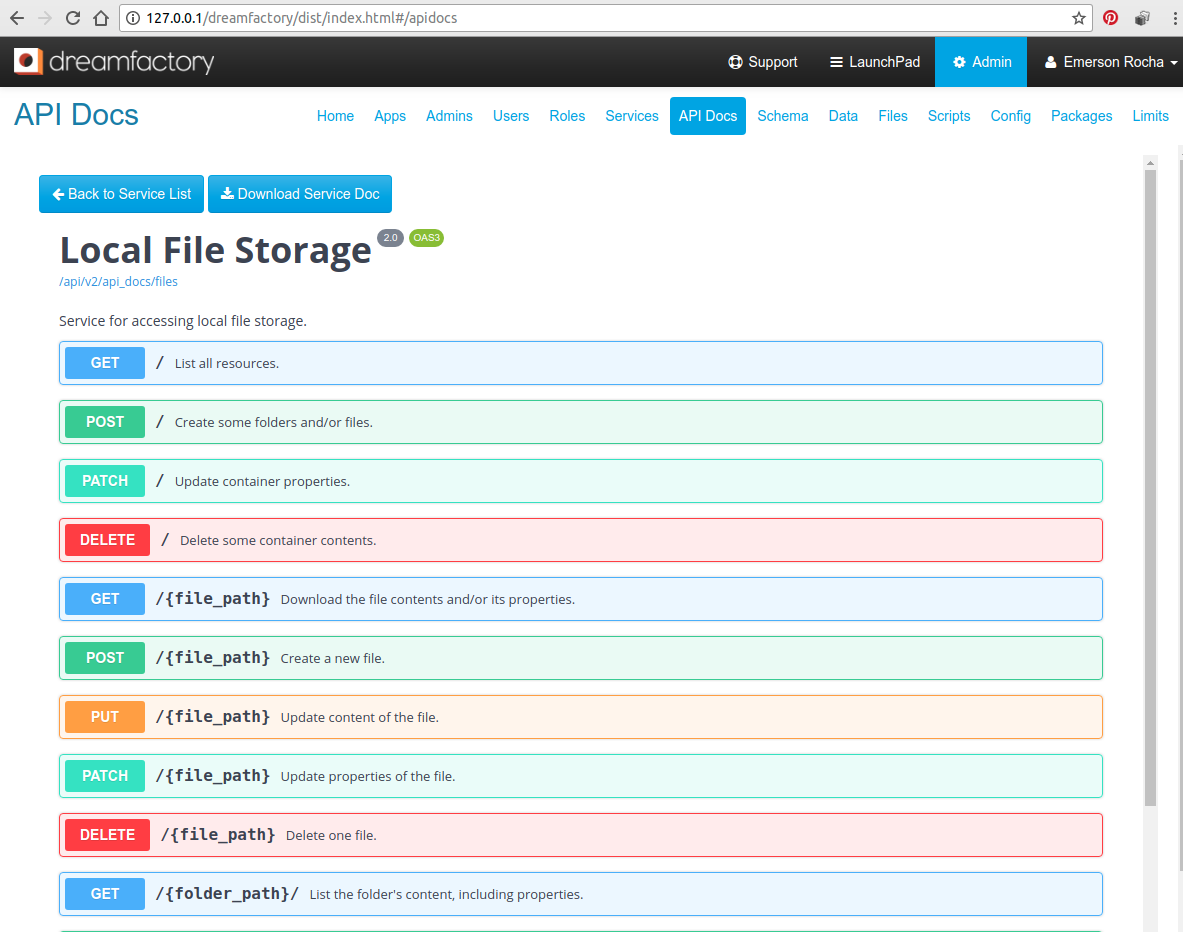 127.0.0.1/dreamfactory/dist/index.html#/apidocs
dreamfactory Support LaunchPad Admin Emerson Rocha
API Docs Home Apps Admins Users Roles Services API Docs Schema Data Files Scripts Config Packages Limits
Back to Service List Download Service Doc
Local File Storage 2.0 OAS3
/api/v2/api_docs/files
Service for accessing local file storage.
GET / List all resources.
POST / Create some folders and/or files.
PATCH / Update container properties.
DELETE / Delete some container contents.
GET /{file_path} Download the file contents and/or its properties.
POST /{file_path} Create a new file.
PUT /{file_path} Update content of the file.
PATCH /{file_path} Update properties of the file.
DELETE /{file_path} Delete one file.
GET /{folder_path}/ List the folder's content, including properties.